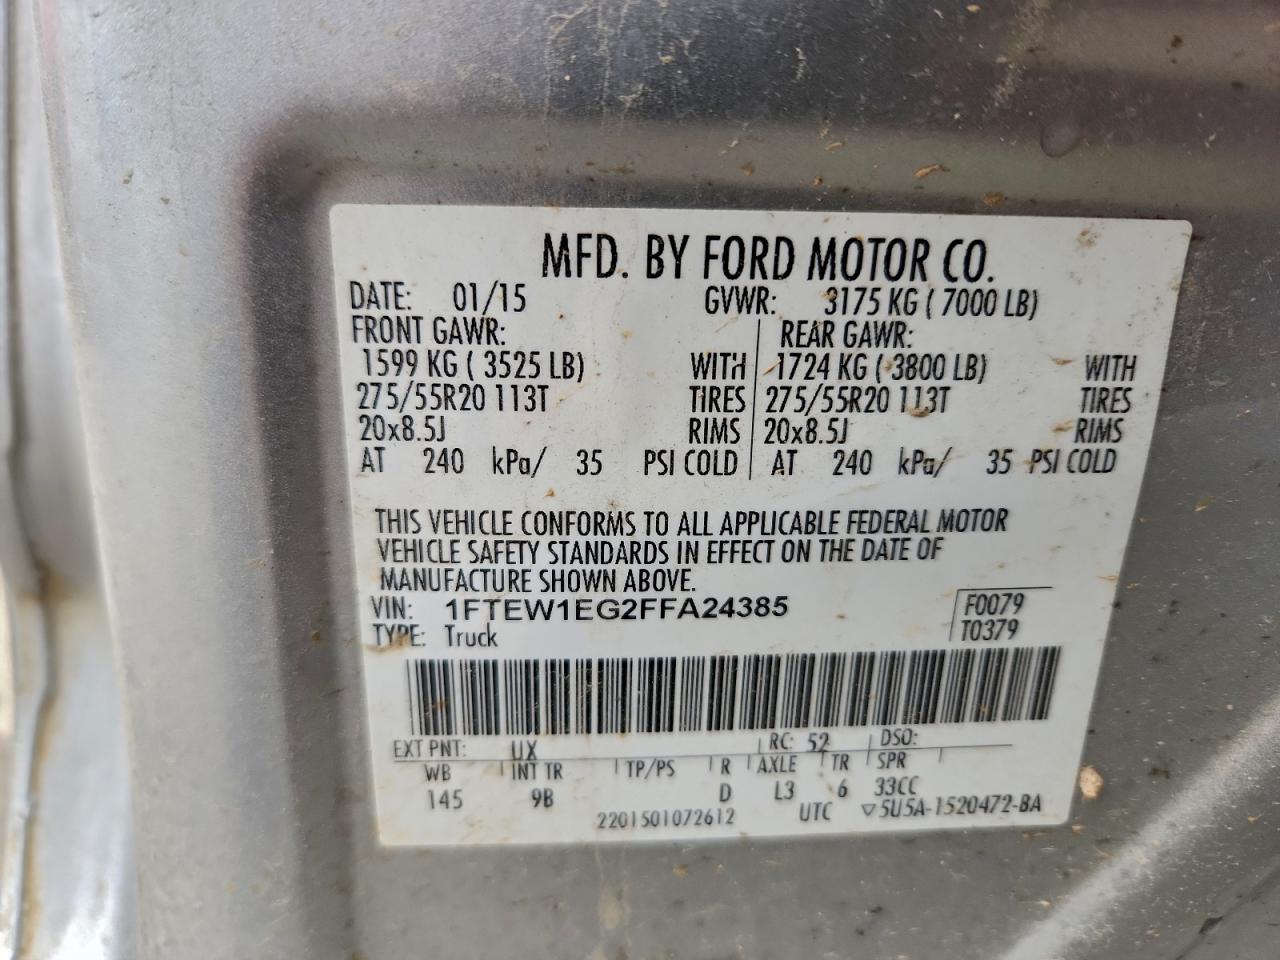 MFD. BY FORD MOTOR CO.
DATE: 01/15 GVWR: 3175 KG ( 7000 LB)
FRONT GAWR: REAR GAWR:
1599 KG ( 3525 LB) WITH 1724 KG ( 3800 LB) WITH
275/55R20 113T TIRES 275/55R20 113T TIRES
20x8.5J RIMS 20x8.5J RIMS
AT 240 kPa/ 35 PSI COLD AT 240 kPa/ 35 PSI COLD
THIS VEHICLE CONFORMS TO ALL APPLICABLE FEDERAL MOTOR
VEHICLE SAFETY STANDARDS IN EFFECT ON THE DATE OF
MANUFACTURE SHOWN ABOVE.
VIN: 1FTEW1EG2FFA24385 F0079
TYPE: Truck T0379
EXT PNT: UX RC: 52 DSO:
WB INT TR TP/PS R AXLE TR SPR
145 9B D L3 6 33CC
2201501072612 UTC ▽5U5A-1520472-BA